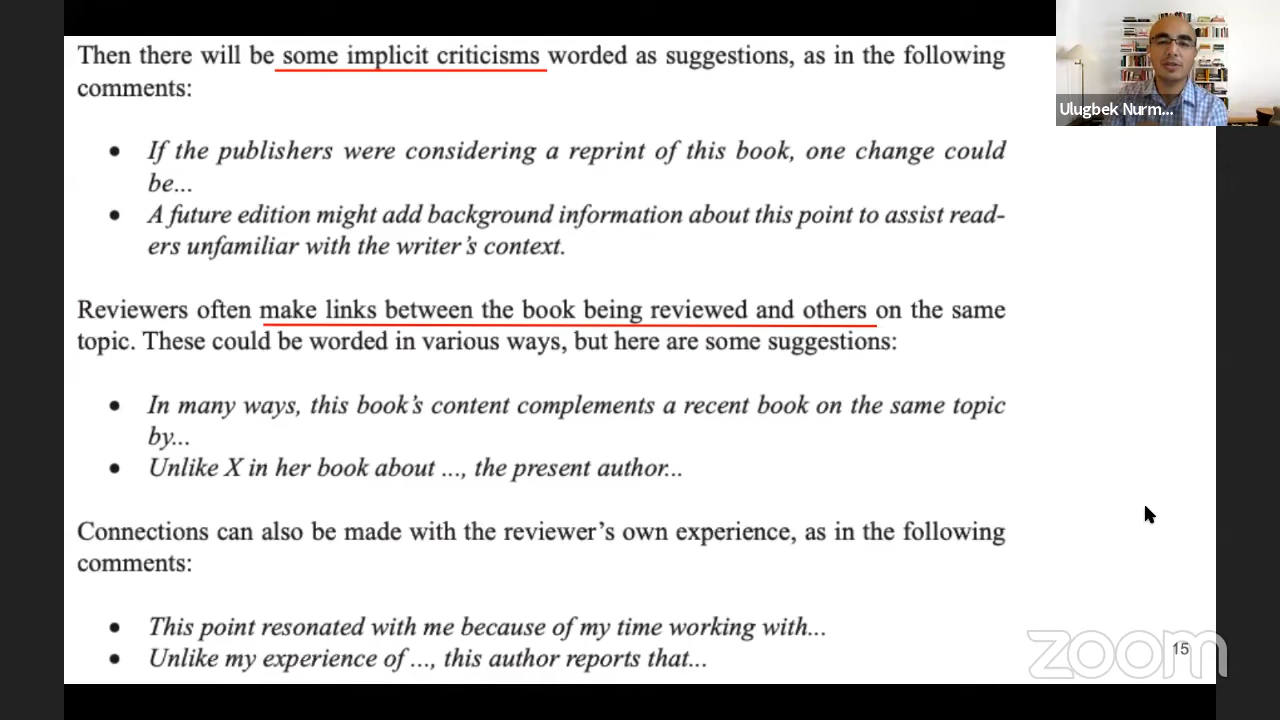 Then there will be some implicit criticisms worded as suggestions, as in the following
comments:
• If the publishers were considering a reprint of this book, one change could
be...
• A future edition might add background information about this point to assist read-
ers unfamiliar with the writer's context.
Reviewers often make links between the book being reviewed and others on the same
topic. These could be worded in various ways, but here are some suggestions:
• In many ways, this book's content complements a recent book on the same topic
by...
• Unlike X in her book about ..., the present author...
Connections can also be made with the reviewer's own experience, as in the following
comments:
• This point resonated with me because of my time working with...
• Unlike my experience of ..., this author reports that...
Ulugbek Nurm...
15
zoom